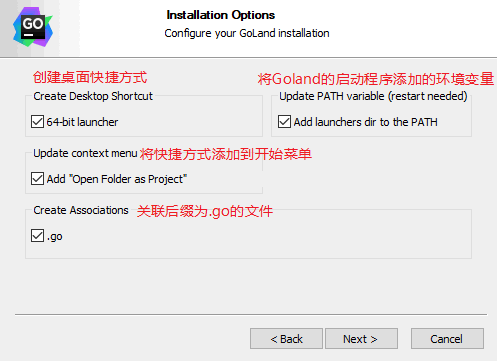 GO
Installation Options
Configure your GoLand installation
创建桌面快捷方式
将Goland的启动程序添加的环境变量
Create Desktop Shortcut
Update PATH variable (restart needed)
64-bit launcher
Add launchers dir to the PATH
Update context menu
将快捷方式添加到开始菜单
Add "Open Folder as Project"
Create Associations
关联后缀为.go的文件
.go
< Back
Next >
Cancel